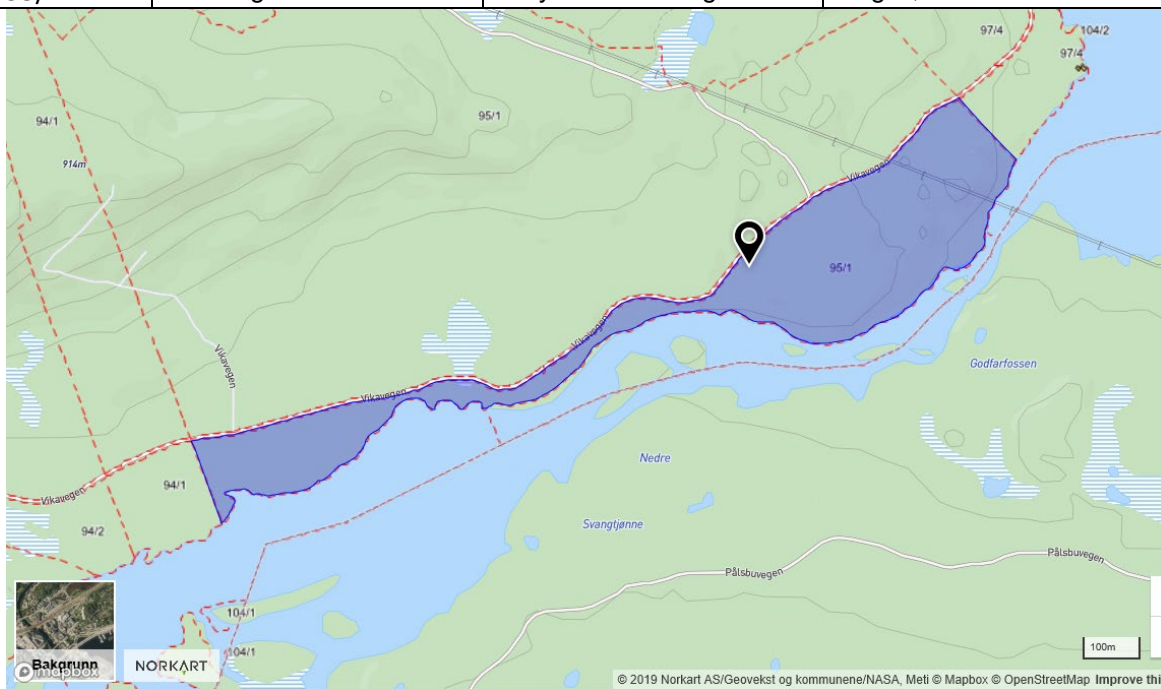 97/4
104/2
97/4
94/1
95/1
914m
Vikavegen
95/1
Vikavegen
Vikavegen
Godfarfossen
Vikavegen
Nedre
94/1
Vikavegen
Svangtjønne
94/2
Pålsbuvegen
Pålsbuvegen
104/1
104/1
100m
Bakgrunn
mapbox
NORKART
© 2019 Norkart AS/Geovekst og kommunene/NASA, Meti © Mapbox © OpenStreetMap Improve thi